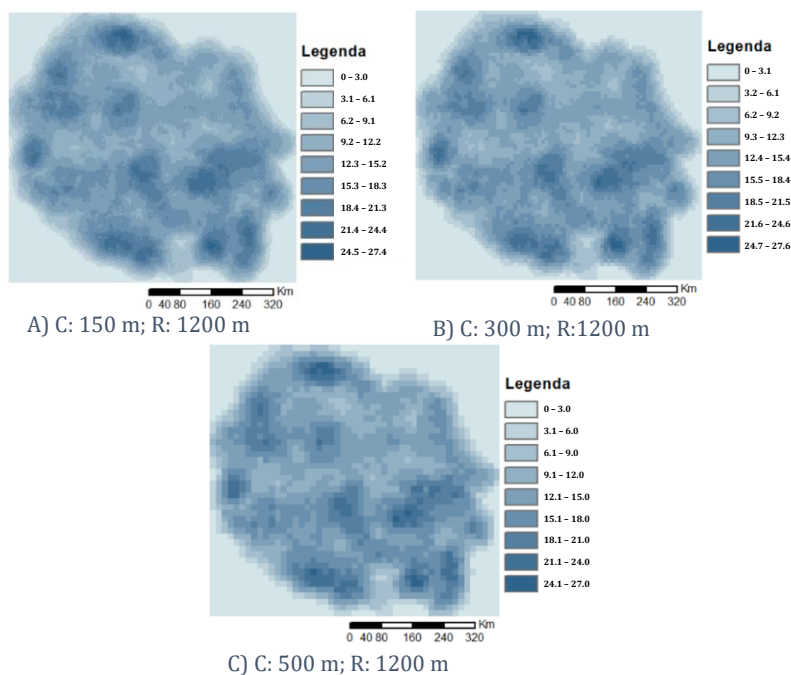 Legenda
0 – 3.0
3.1 – 6.1
6.2 – 9.1
9.2 – 12.2
12.3 – 15.2
15.3 – 18.3
18.4 – 21.3
21.4 – 24.4
24.5 – 27.4
Km
0 40 80 160 240 320
A) C: 150 m; R: 1200 m
Legenda
0 – 3.1
3.2 – 6.1
6.2 – 9.2
9.3 – 12.3
12.4 – 15.4
15.5 – 18.4
18.5 – 21.5
21.6 – 24.6
24.7 – 27.6
Km
0 40 80 160 240 320
B) C: 300 m; R:1200 m
Legenda
0 – 3.0
3.1 – 6.0
6.1 – 9.0
9.1 – 12.0
12.1 – 15.0
15.1 – 18.0
18.1 – 21.0
21.1 – 24.0
24.1 – 27.0
Km
0 40 80 160 240 320
C) C: 500 m; R: 1200 m